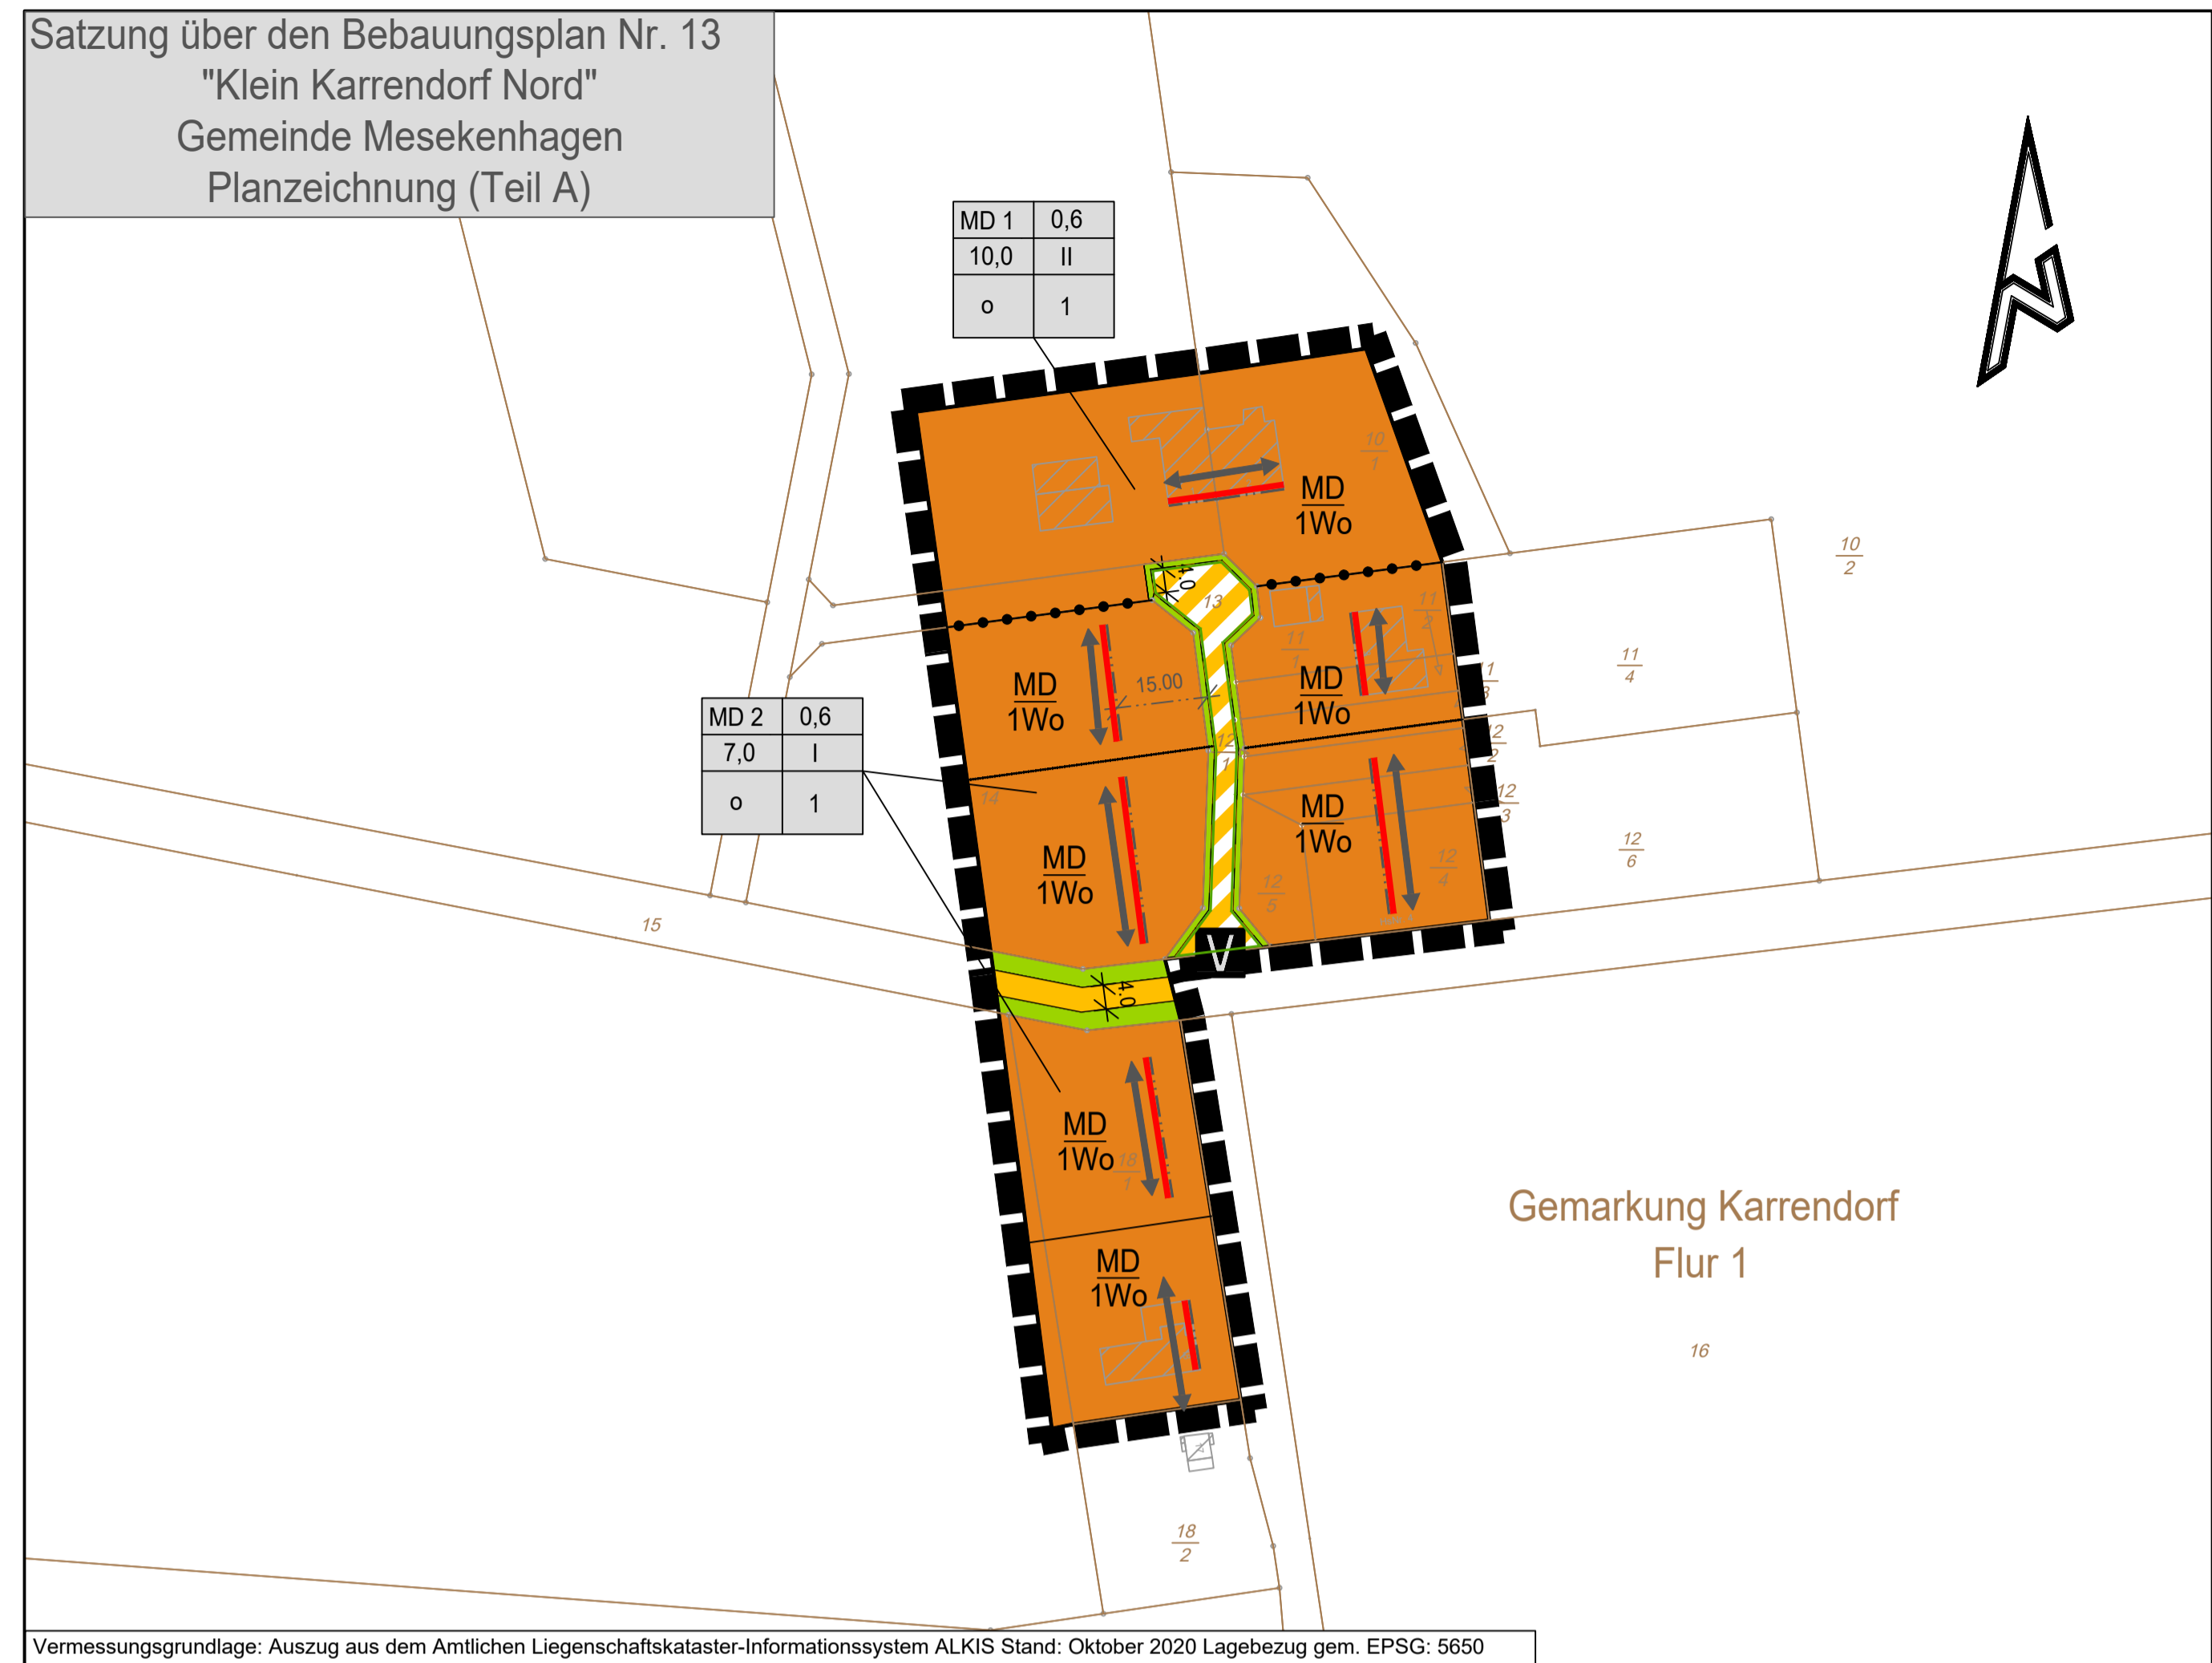 Satzung über den Bebauungsplan Nr. 13
"Klein Karrendorf Nord"
Gemeinde Mesekenhagen
Planzeichnung (Teil A)
MD 1 0,6
10,0 II
o 1
N
10
1
MD
1Wo
10
2
4.0
13
11
2
11
1
11
3
11
4
MD
1Wo
15.00
MD
1Wo
MD 2 0,6
7,0 I
o 1
12
1
12
2
14
12
3
MD
1Wo
12
6
MD
1Wo
12
4
12
5
15
V
4.0
MD
1Wo
18
1
Gemarkung Karrendorf
Flur 1
MD
1Wo
16
18
2
Vermessungsgrundlage: Auszug aus dem Amtlichen Liegenschaftskataster-Informationssystem ALKIS Stand: Oktober 2020 Lagebezug gem. EPSG: 5650